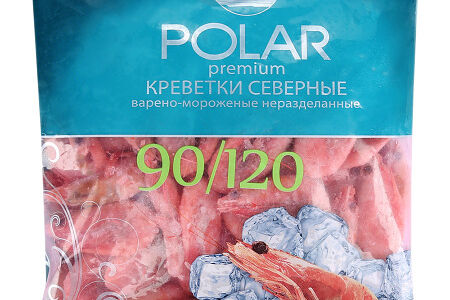 POLAR
premium
КРЕВЕТКИ СЕВЕРНЫЕ
варено-мороженые неразделанные
90/120